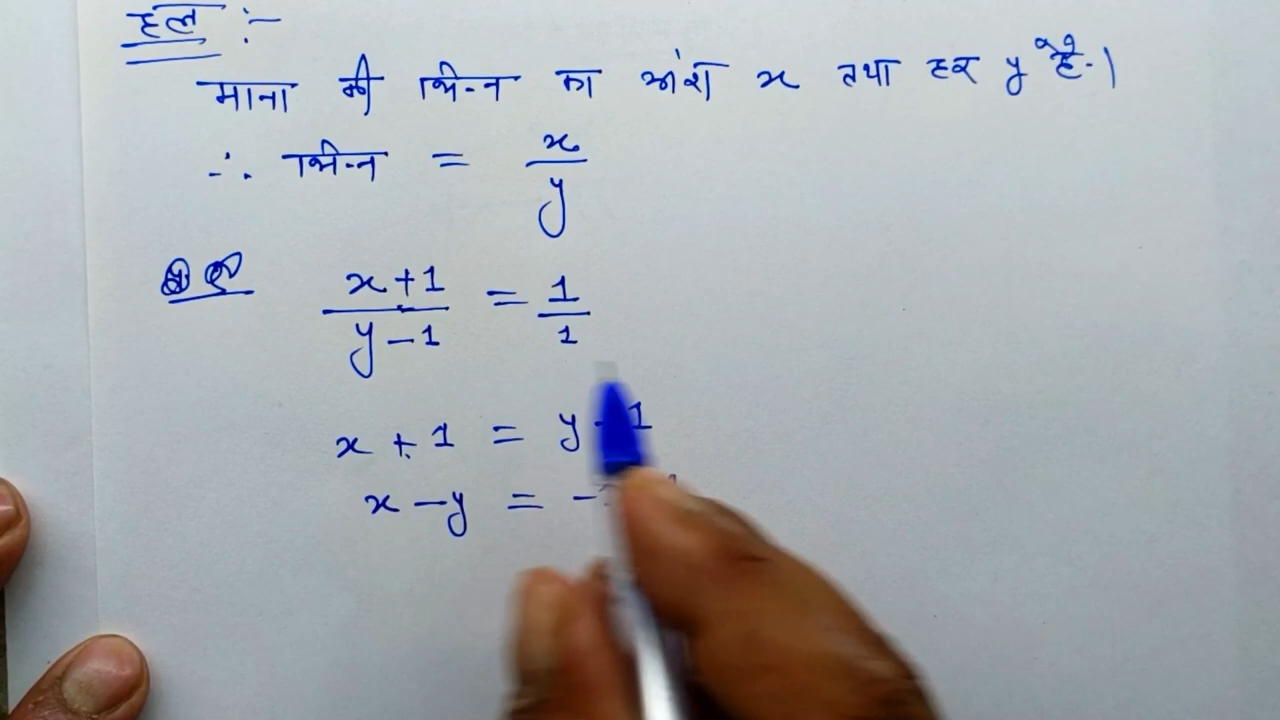 हल :-
माना की भिन्न का अंश x तथा हर y है।
∴ भिन्न = x/y
x+1/y-1 = 1/1
x + 1 = y-1
x - y = -